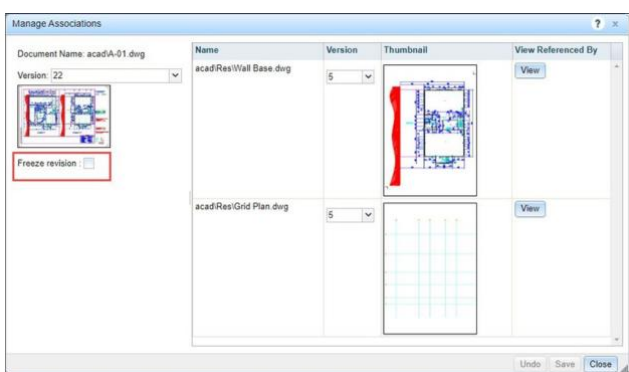 Manage Associations
? ×
Document Name: acad\A-01.dwg
Version: 22
Freeze revision :
Name Version Thumbnail View Referenced By
acad\Res\Wall Base.dwg 5 View
acad\Res\Grid Plan.dwg 5 View
Undo Save Close